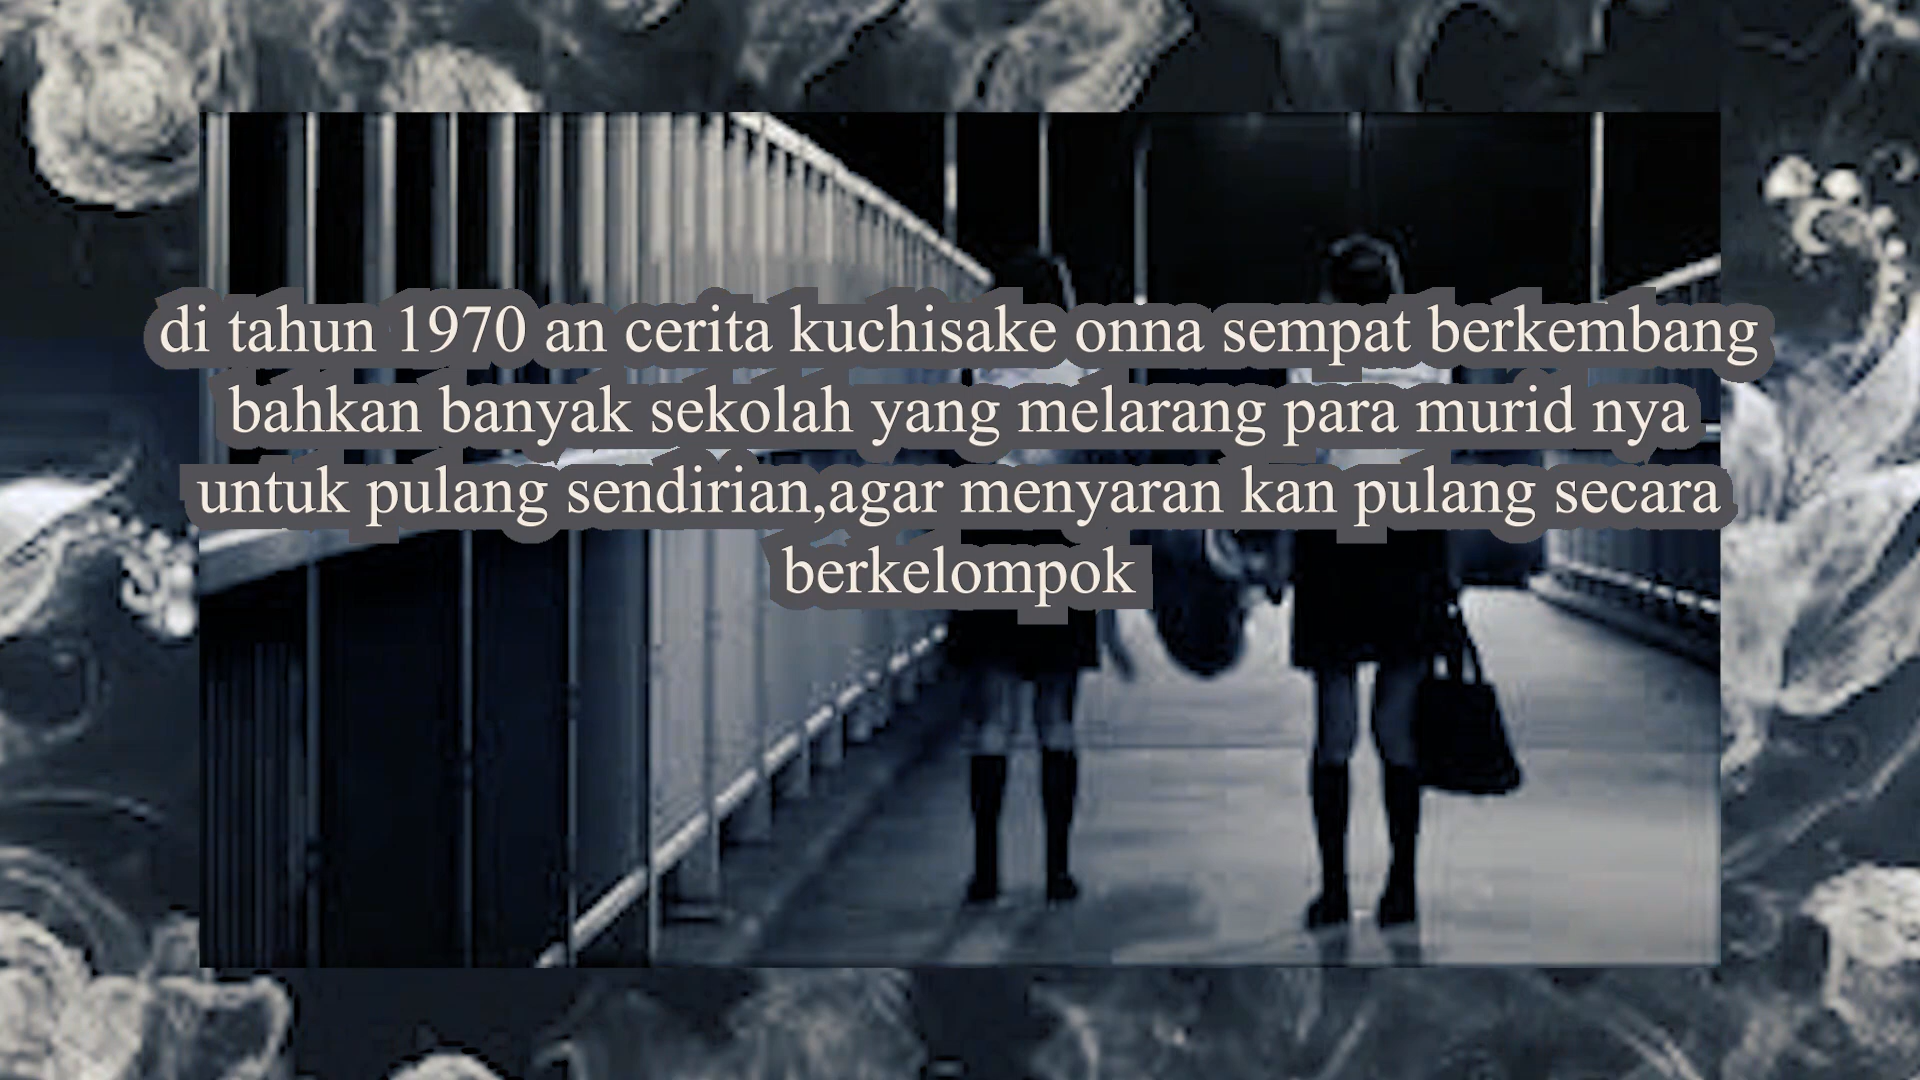 di tahun 1970 an cerita kuchisake onna sempat berkembang
bahkan banyak sekolah yang melarang para murid nya
untuk pulang sendirian,agar menyaran kan pulang secara
berkelompok